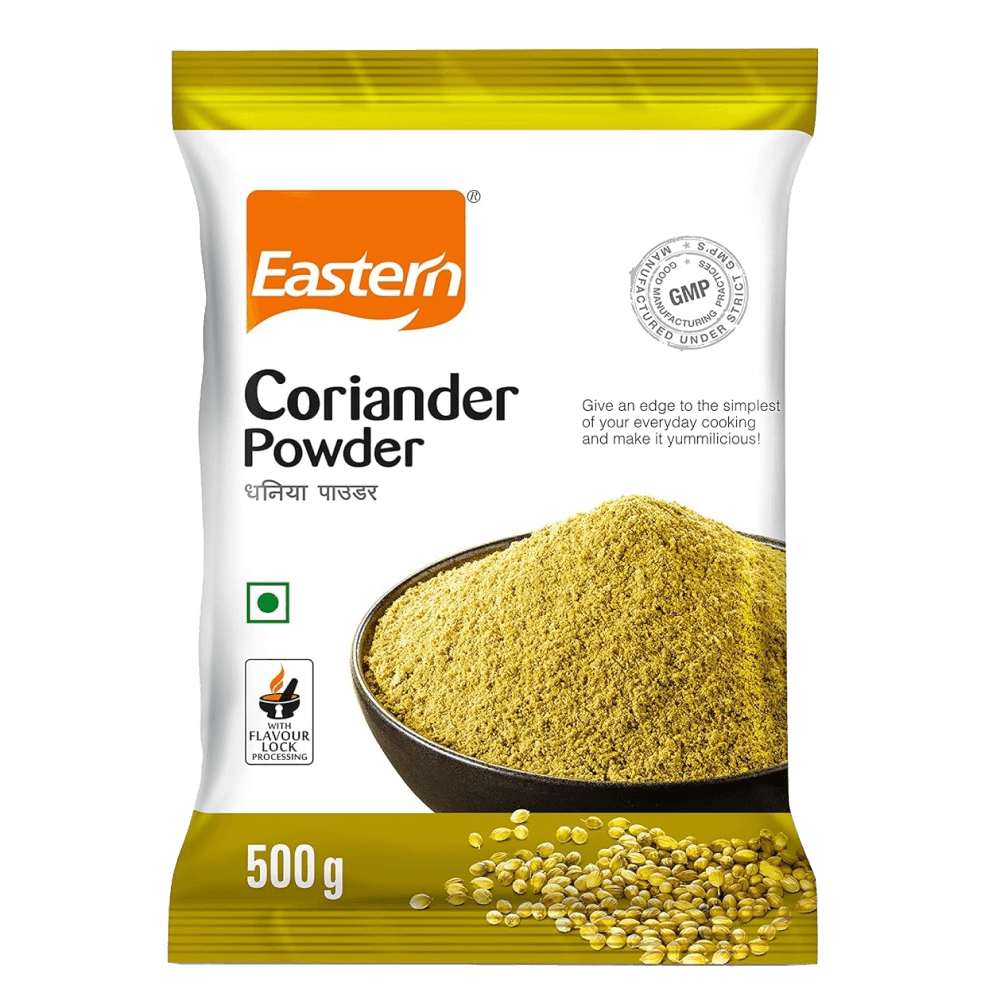 Eastern®
MANUFACTURED UNDER STRICT GMP'S
GOOD MANUFACTURING PRACTICES
GMP
Coriander
Powder
धनिया पाउडर
Give an edge to the simplest
of your everyday cooking
and make it yummilicious!
WITH
FLAVOUR
LOCK
PROCESSING
500 g